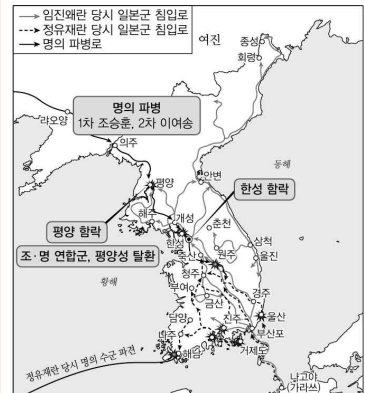 임진왜란 당시 일본군 침입로
정유재란 당시 일본군 침입로
명의 파병로
여진
종성
회령
명의 파병
1차 조승훈, 2차 이여송
랴오양
의주
동해
평양
안변
한성 함락
해주
개성
춘천
평양 함락
한성
삼척
조·명 연합군, 평양성 탈환
죽산
원주
울진
청주
황해
부여
경주
금산
남양
진주
울산
부산포
나주
거제도
해남
정유재란 당시 명의 수군 파견
나고야
(가라쓰)